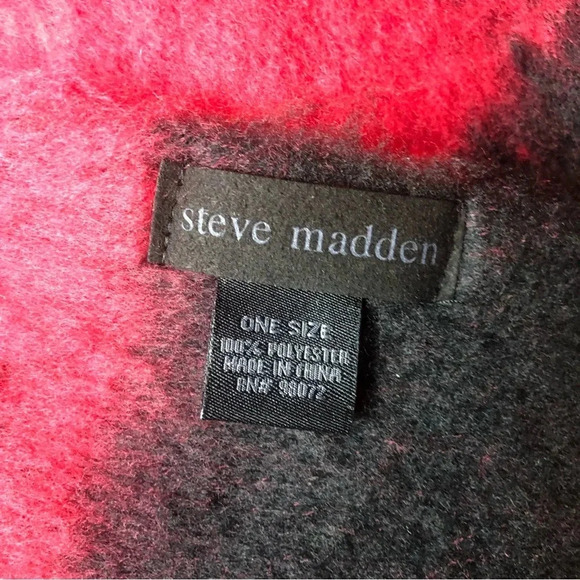 steve madden
ONE SIZE
100% POLYESTER
MADE IN CHINA
RN# 98072